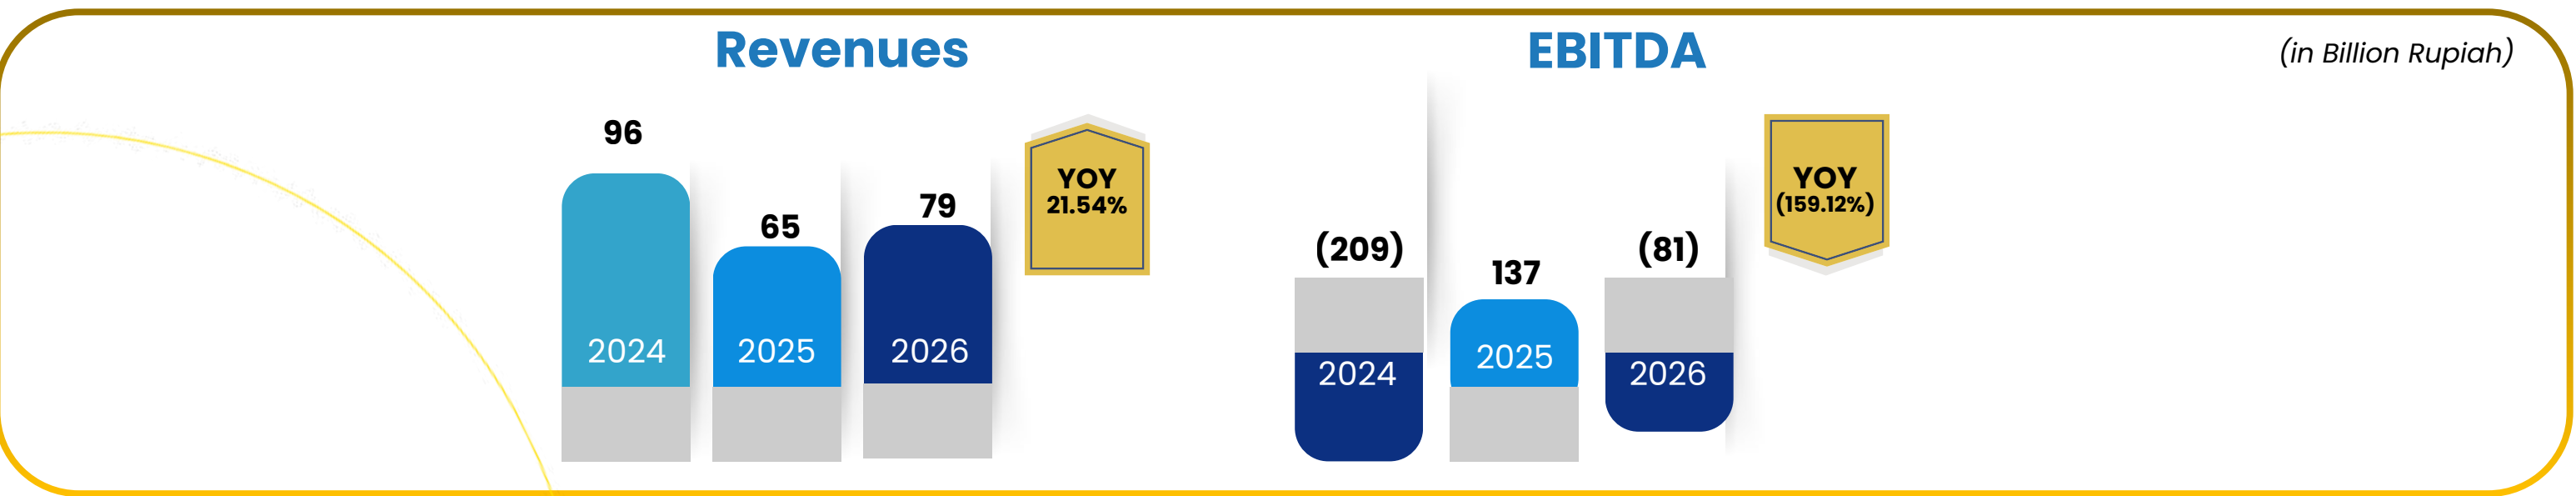 Revenues
96
65
79
2024
2025
2026
YOY
21.54%
EBITDA
(in Billion Rupiah)
(209)
137
(81)
2024
2025
2026
YOY
(159.12%)